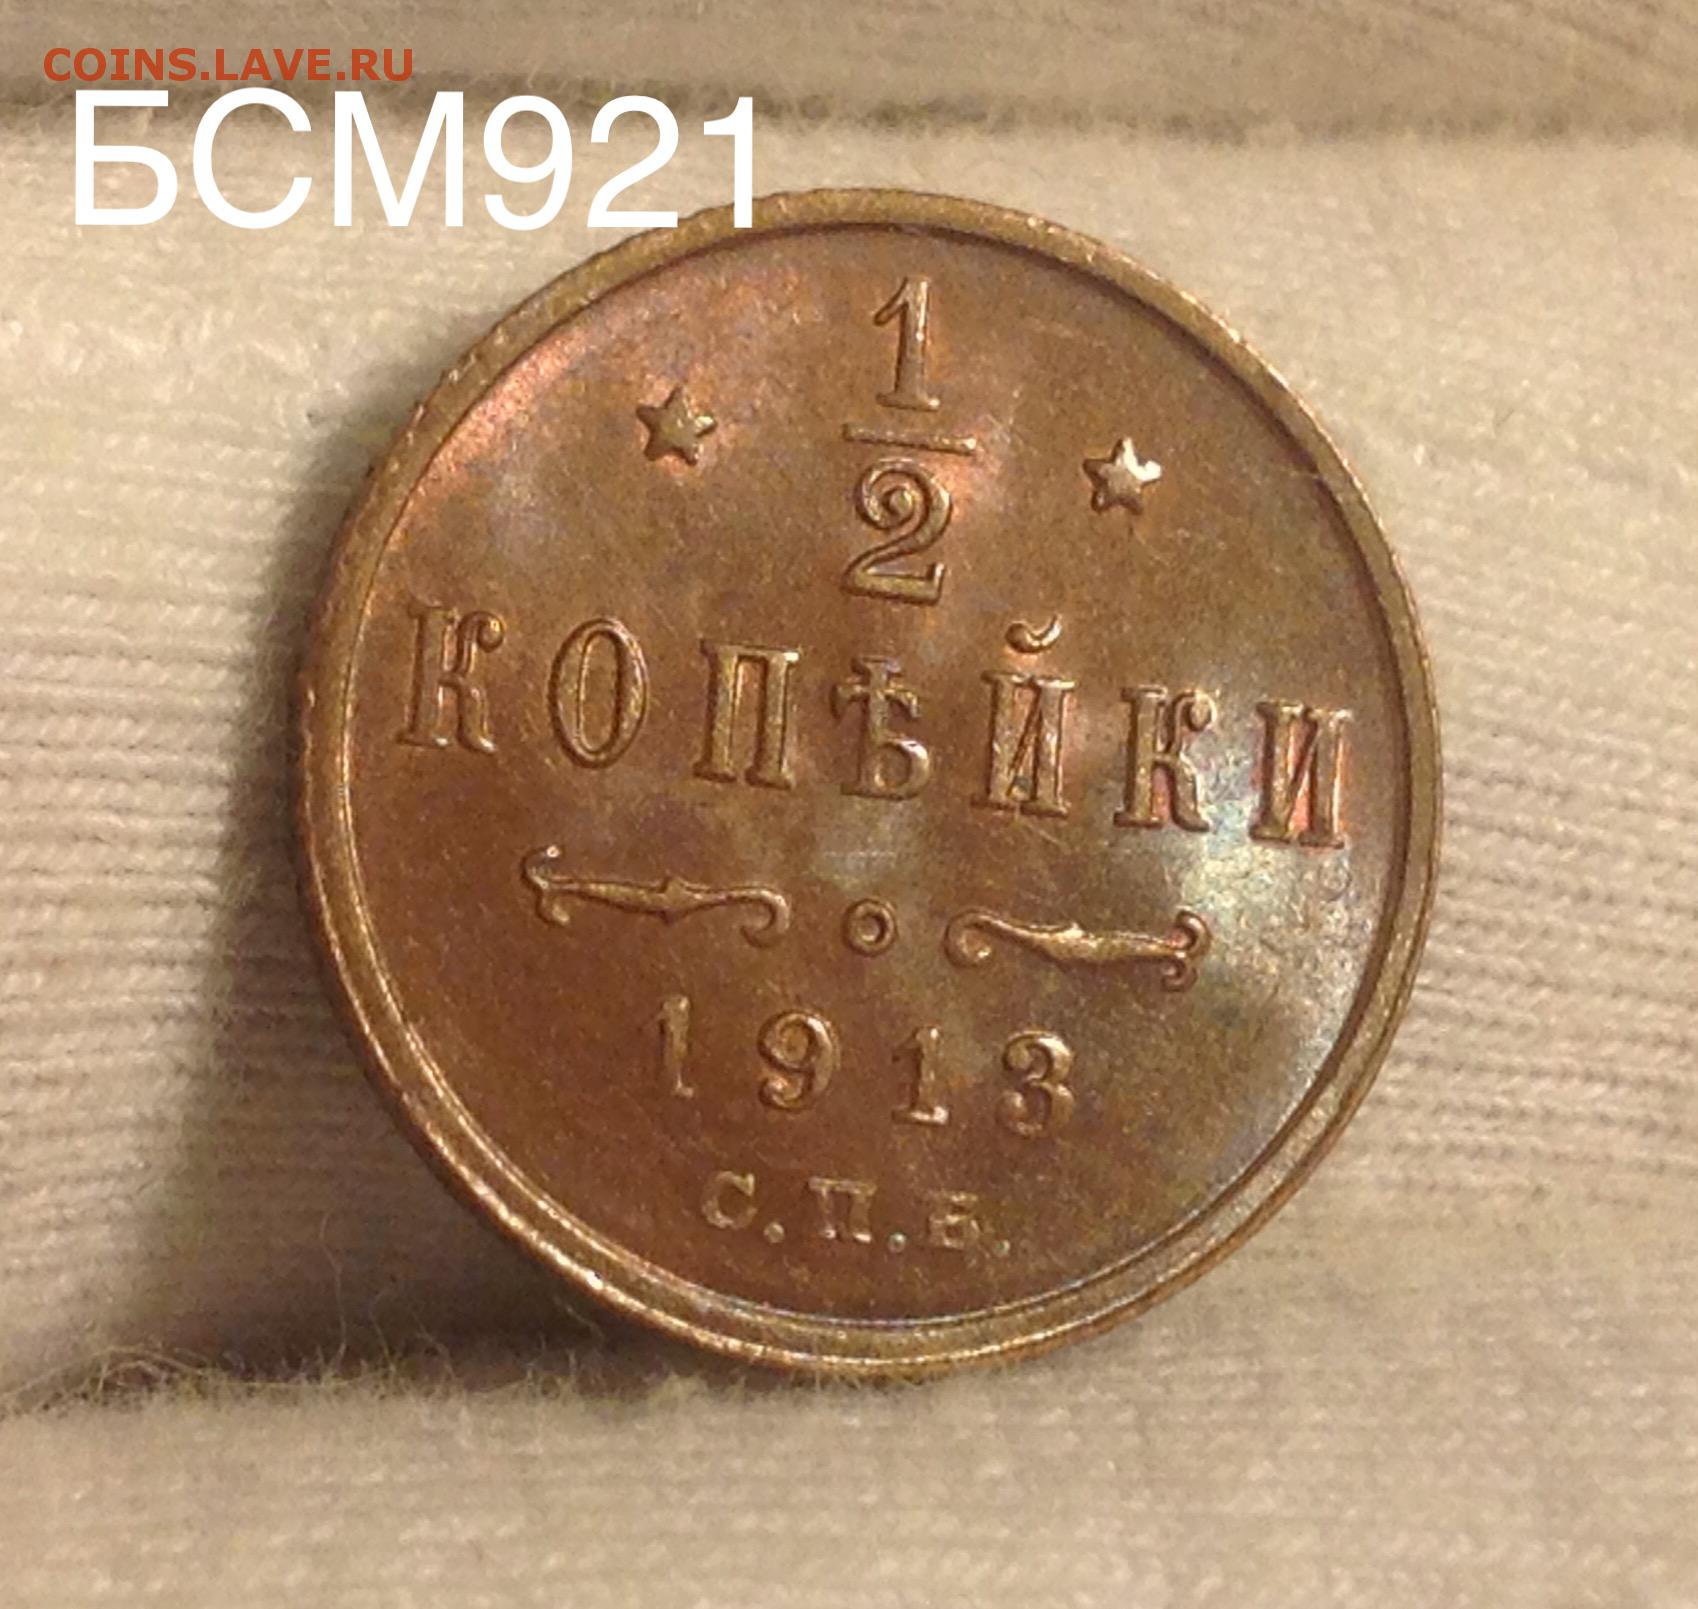 COINS.LAVE.RU
БСМ921
1
2
КОПѢЙКИ
1913
С.П.Б.